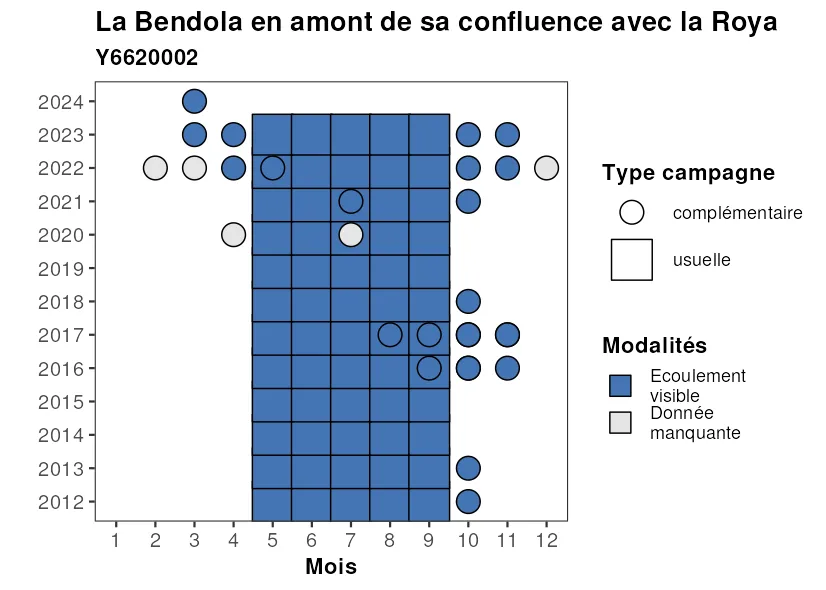 La Bendola en amont de sa confluence avec la Roya
Y6620002
2024
2023
2022
2021
2020
2019
2018
2017
2016
2015
2014
2013
2012
1 2 3 4 5 6 7 8 9 10 11 12
Mois
Type campagne
complémentaire
usuelle
Modalités
Ecoulement
visible
Donnée
manquante